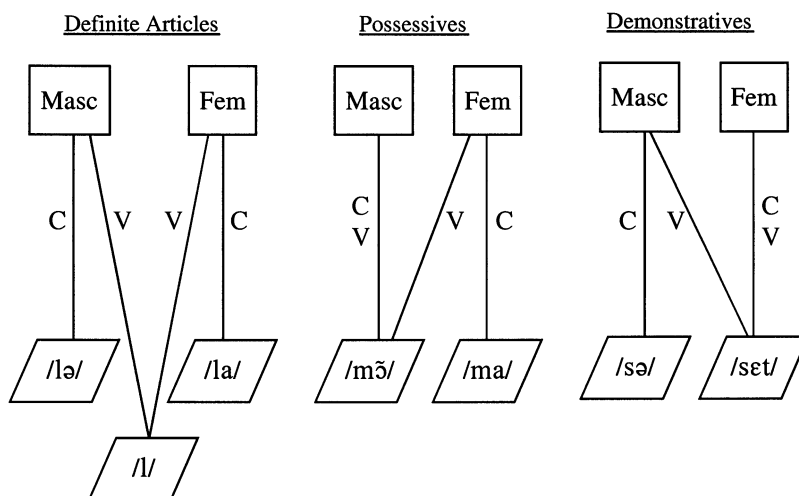 Definite Articles Possessives Demonstratives
Masc Fem Masc Fem Masc Fem
C V V C C V V C C V C V
/lə/ /la/ /mɔ̃/ /ma/ /sə/ /sɛt/
/l/